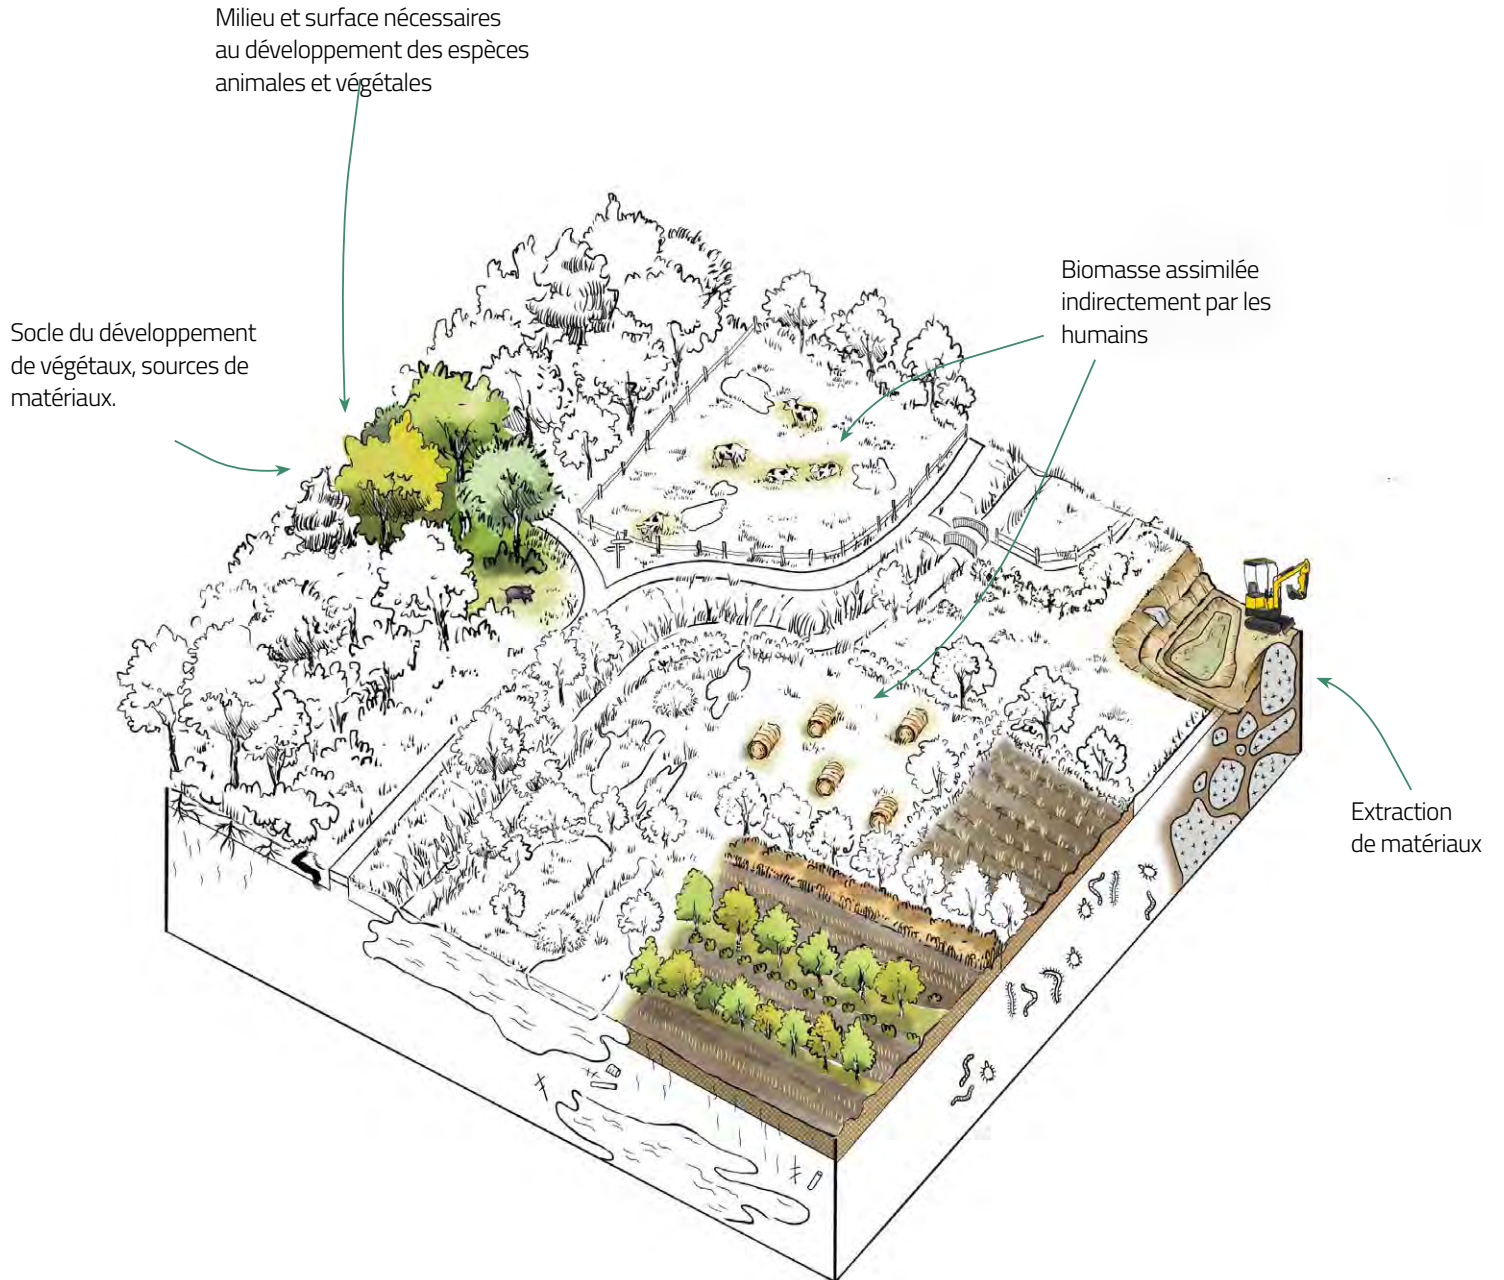 Milieu et surface nécessaires
au développement des espèces
animales et végétales
Biomasse assimilée
indirectement par les
humains
Socle du développement
de végétaux, sources de
matériaux.
Extraction
de matériaux